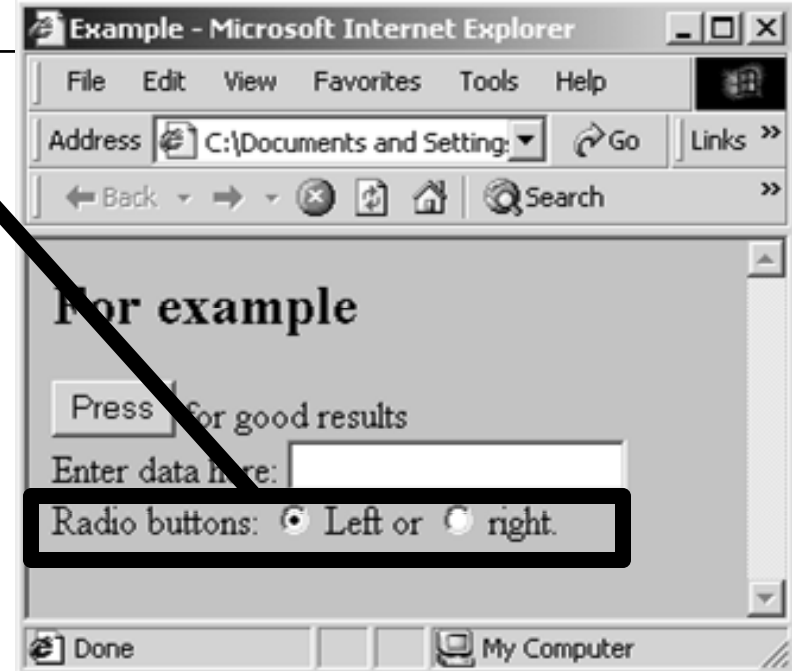 Example - Microsoft Internet Explorer
File Edit View Favorites Tools Help
Address C:\Documents and Setting: Go Links »
Back Search »
For example
Press for good results
Enter data here:
Radio buttons: Left or right.
Done My Computer